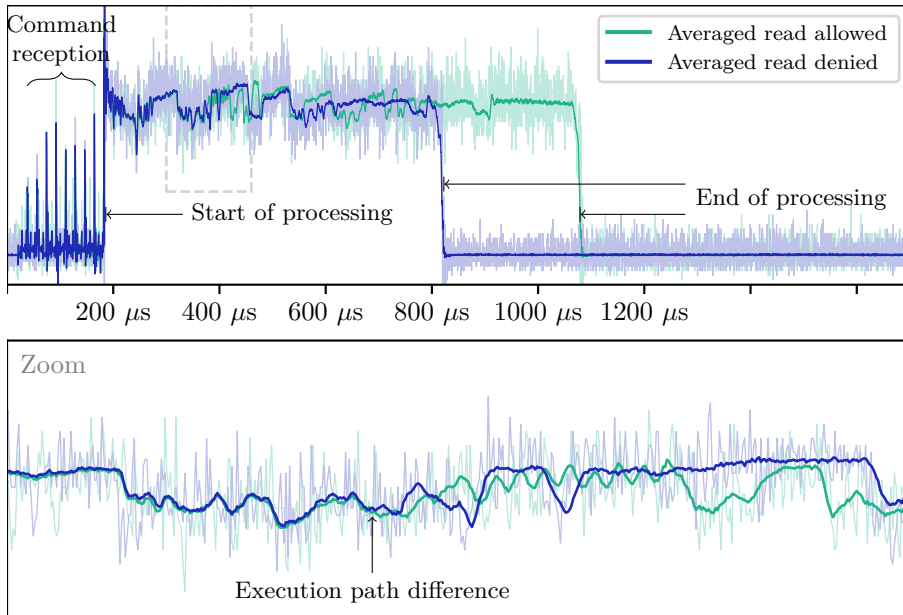 Command
reception
Averaged read allowed
Averaged read denied
Start of processing
End of processing
200 μs
400 μs
600 μs
800 μs
1000 μs
1200 μs
Zoom
Execution path difference